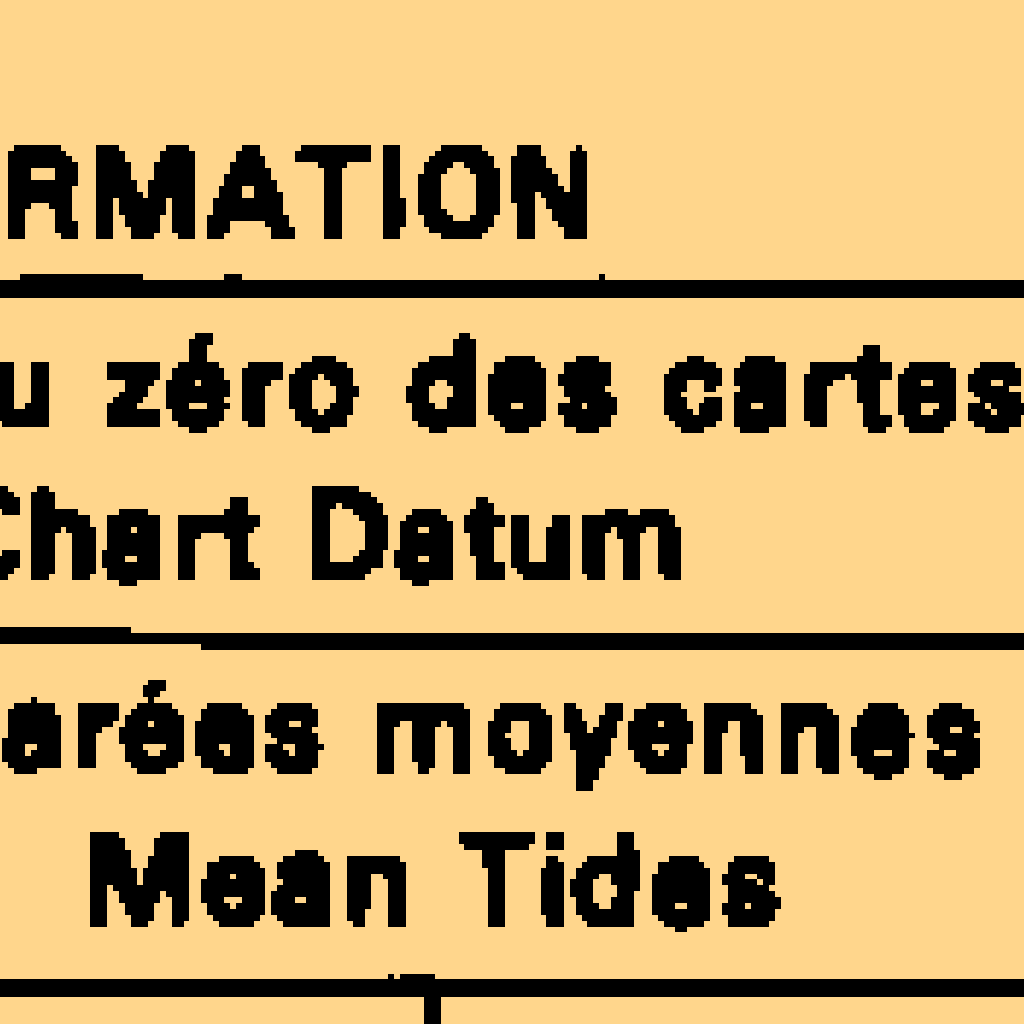 RMATION
u zéro des cartes
Chart Datum
arées moyennes
Mean Tides